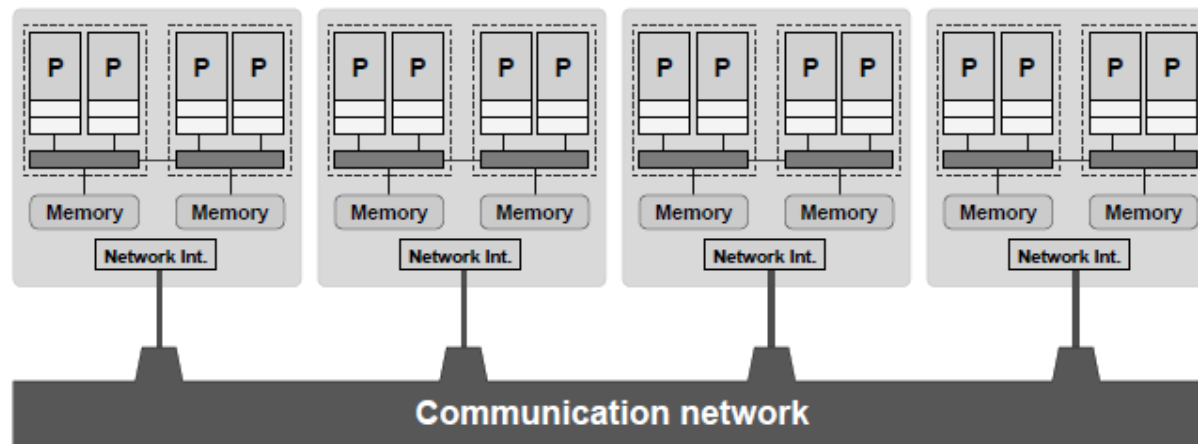 P P P P P P P P P P P P P P P P
Memory Memory Memory Memory Memory Memory Memory Memory
Network Int. Network Int. Network Int. Network Int.
Communication network